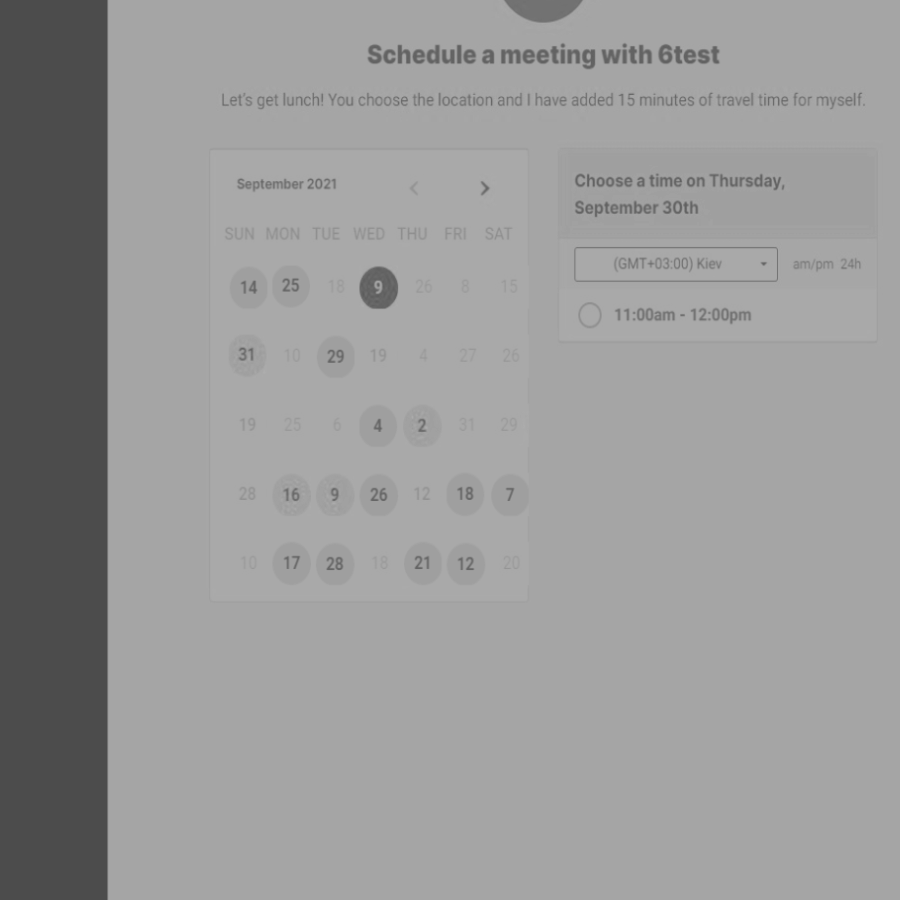 Schedule a meeting with 6test
Let's get lunch! You choose the location and I have added 15 minutes of travel time for myself.
September 2021
SUN MON TUE WED THU FRI SAT
14 25 18 9 26 8 15
31 10 29 19 4 27 26
19 25 6 4 2 31 29
28 16 9 26 12 18 7
10 17 28 18 21 12 20
Choose a time on Thursday,
September 30th
(GMT+03:00) Kiev am/pm 24h
11:00am - 12:00pm